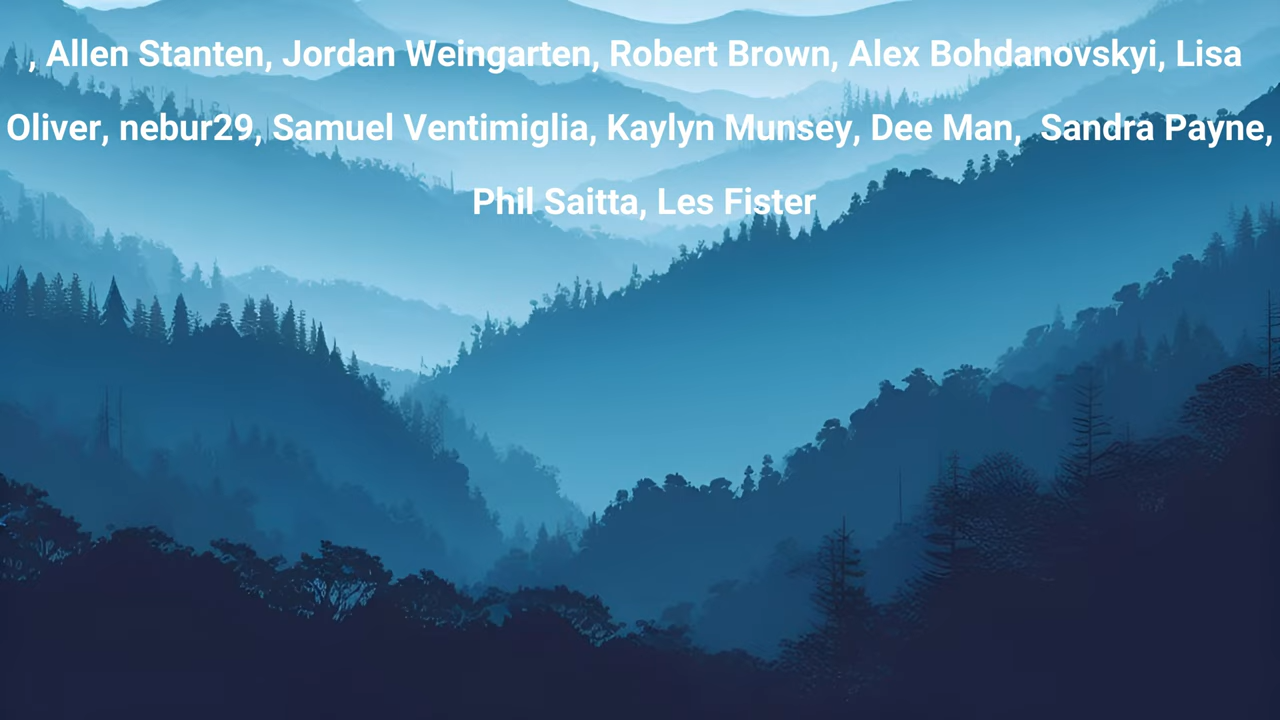 , Allen Stanten, Jordan Weingarten, Robert Brown, Alex Bohdanovskyi, Lisa
Oliver, nebur29, Samuel Ventimiglia, Kaylyn Munsey, Dee Man,  Sandra Payne,
Phil Saitta, Les Fister